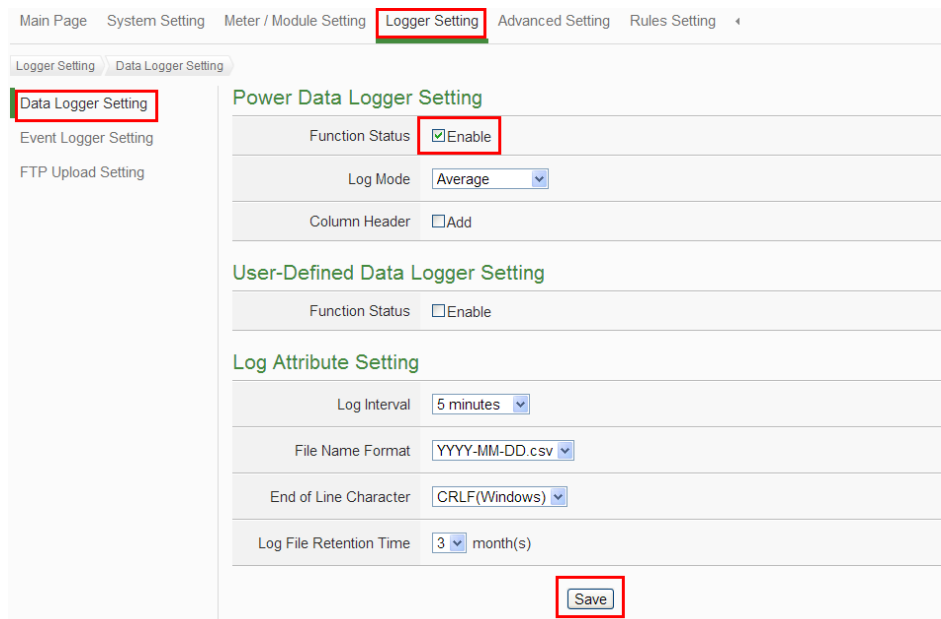 Main Page System Setting Meter / Module Setting Logger Setting Advanced Setting Rules Setting
Logger Setting Data Logger Setting
Data Logger Setting
Event Logger Setting
FTP Upload Setting
Power Data Logger Setting
Function Status Enable
Log Mode Average
Column Header Add
User-Defined Data Logger Setting
Function Status Enable
Log Attribute Setting
Log Interval 5 minutes
File Name Format YYYY-MM-DD.csv
End of Line Character CRLF(Windows)
Log File Retention Time 3 month(s)
Save